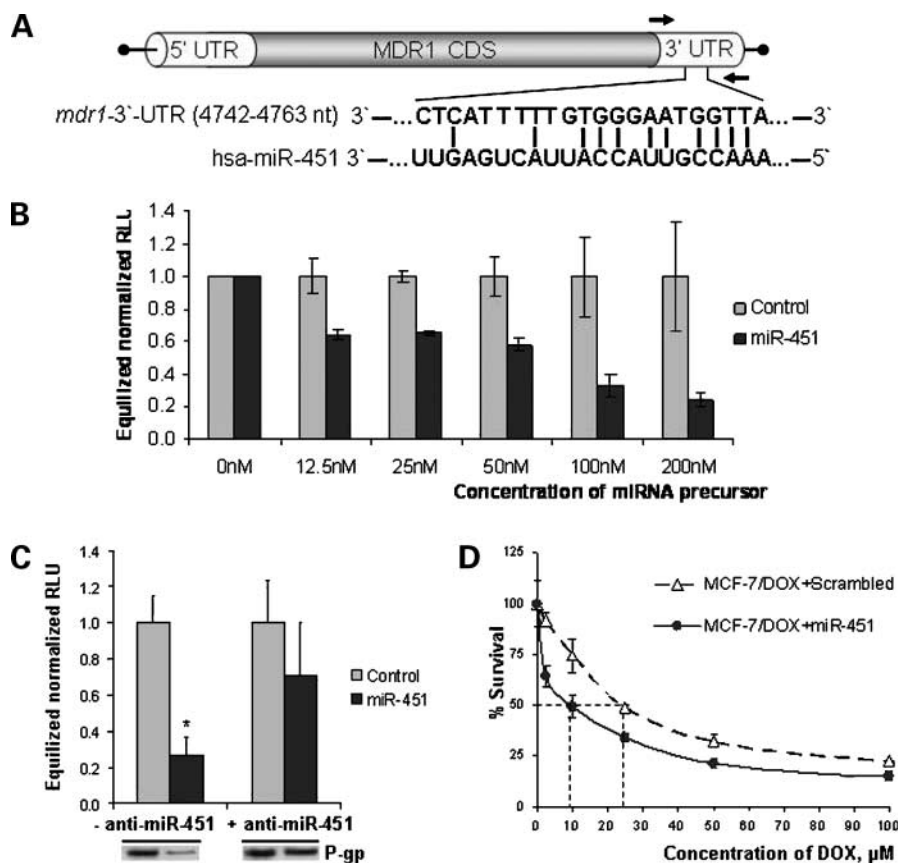 A
5' UTR
MDR1 CDS
3' UTR
mdr1-3`-UTR (4742-4763 nt) 3`—...CTCATTTTTTGTGGGAATGGTTA...—3`
hsa-miR-451 3`—...UUGAGUCAUUACCAUUGCCAAA...—5`
B
Equilized normalized RLU
1.4
1.2
1.0
0.8
0.6
0.4
0.2
0.0
0nM 12.5nM 25nM 50nM 100nM 200nM
Concentration of miRNA precursor
Control
miR-451
C
Equilized normalized RLU
1.4
1.2
1.0
0.8
0.6
0.4
0.2
0.0
*
Control
miR-451
- anti-miR-451 + anti-miR-451
P-gp
D
% Survival
125
100
75
50
25
0
0 10 20 30 40 50 60 70 80 90 100
Concentration of DOX, µM
MCF-7/DOX+Scrambled
MCF-7/DOX+miR-451